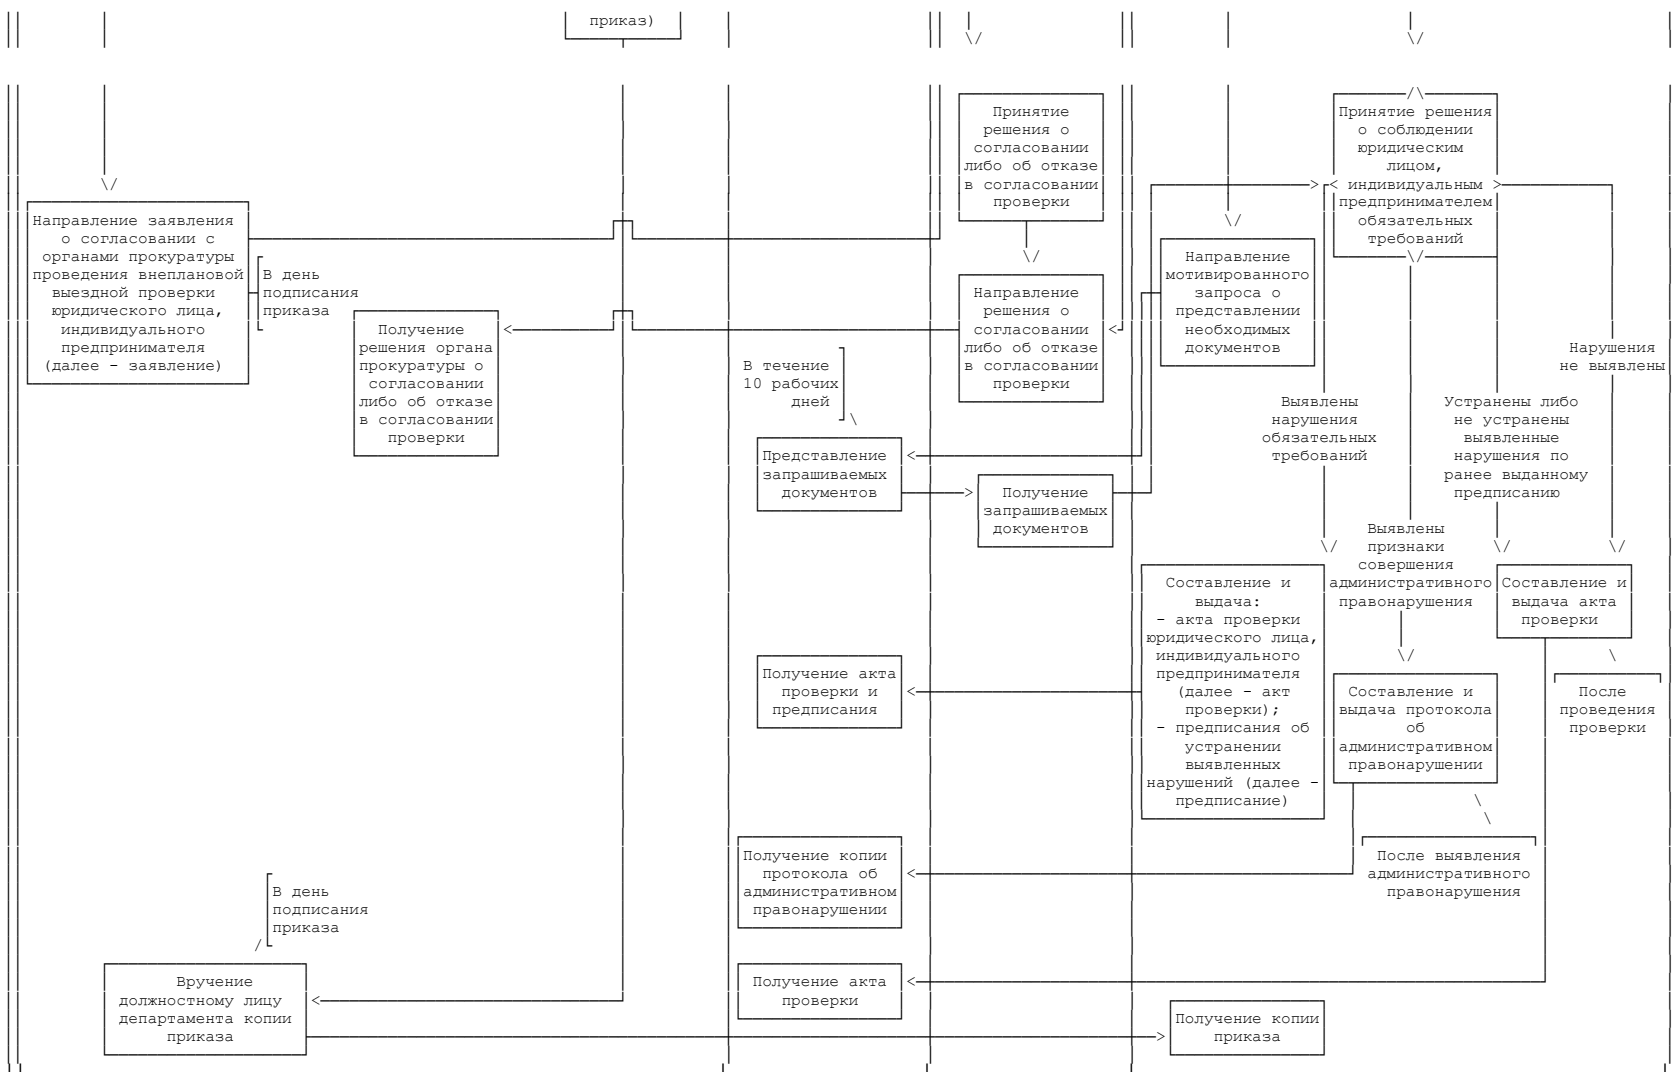 приказ)
Принятие
решения о
согласовании
либо об отказе
в согласовании
проверки
Принятие решения
о соблюдении
юридическим
лицом,
индивидуальным
предпринимателем
обязательных
требований
Направление заявления
о согласовании с
органами прокуратуры
проведения внеплановой
выездной проверки
юридического лица,
индивидуального
предпринимателя
(далее - заявление)
В день
подписания
приказа
Направление
мотивированного
запроса о
представлении
необходимых
документов
Направление
решения о
согласовании
либо об отказе
в согласовании
проверки
Получение
решения органа
прокуратуры о
согласовании
либо об отказе
в согласовании
проверки
В течение
10 рабочих
дней
Нарушения
не выявлены
Выявлены
нарушения
обязательных
требований
Устранены либо
не устранены
выявленные
нарушения по
ранее выданному
предписанию
Представление
запрашиваемых
документов
Получение
запрашиваемых
документов
Выявлены
признаки
совершения
административного
правонарушения
Составление и
выдача:
- акта проверки
юридического лица,
индивидуального
предпринимателя
(далее - акт
проверки);
- предписания об
устранении
выявленных
нарушений (далее -
предписание)
Составление и
выдача акта
проверки
Получение акта
проверки и
предписания
Составление и
выдача протокола
об
административном
правонарушении
После
проведения
проверки
Получение копии
протокола об
административном
правонарушении
После выявления
административного
правонарушения
В день
подписания
приказа
Вручение
должностному лицу
департамента копии
приказа
Получение акта
проверки
Получение копии
приказа